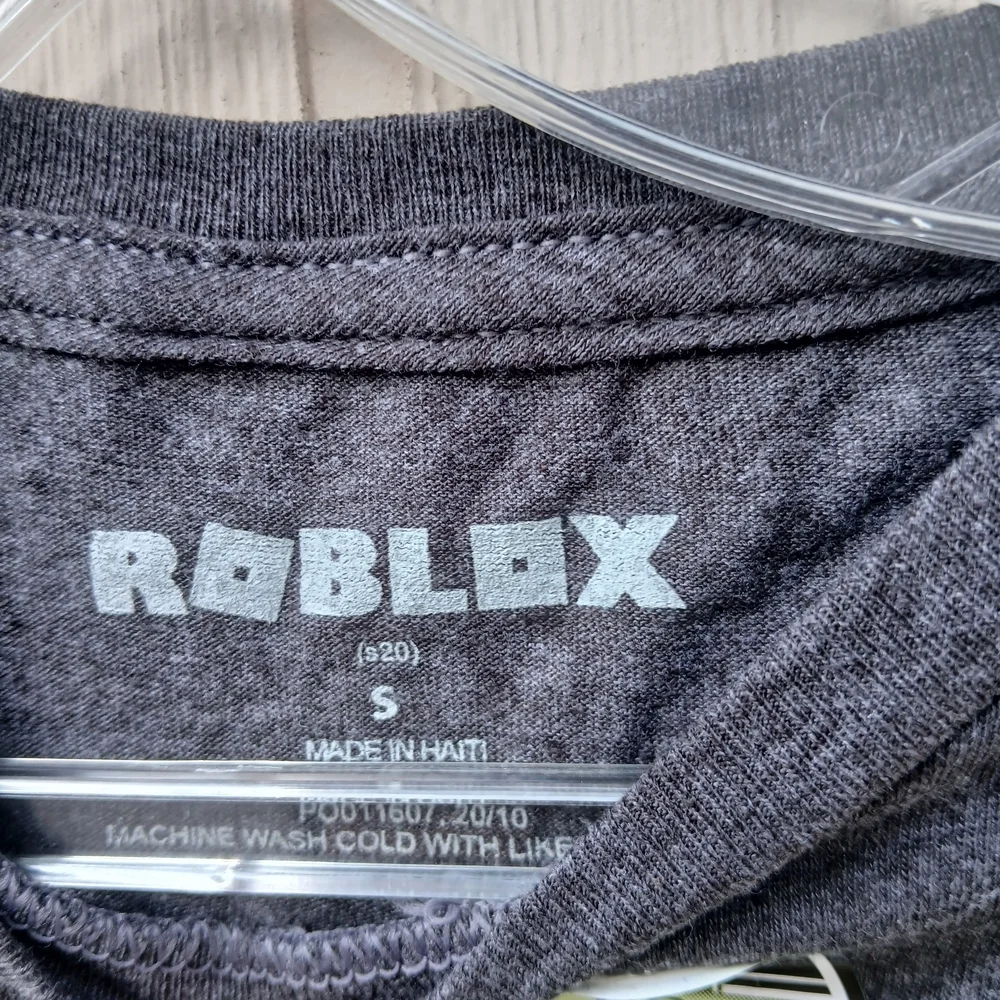 ROBLOX
(s20)
S
MADE IN HAITI
PO011607, 20/10
MACHINE WASH COLD WITH LIKE